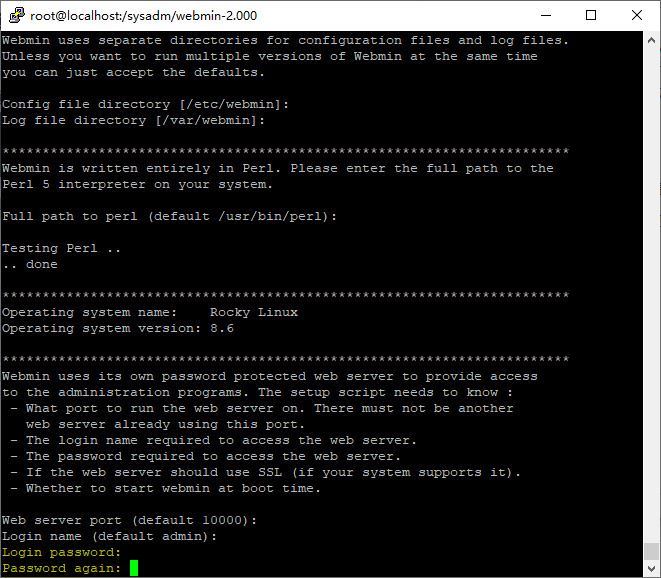 root@localhost:/sysadm/webmin-2.000
Webmin uses separate directories for configuration files and log files.
Unless you want to run multiple versions of Webmin at the same time
you can just accept the defaults.
Config file directory [/etc/webmin]:
Log file directory [/var/webmin]:
***********************************************************************
Webmin is written entirely in Perl. Please enter the full path to the
Perl 5 interpreter on your system.
Full path to perl (default /usr/bin/perl):
Testing Perl ..
.. done
***********************************************************************
Operating system name:    Rocky Linux
Operating system version: 8.6
***********************************************************************
Webmin uses its own password protected web server to provide access
to the administration programs. The setup script needs to know :
 - What port to run the web server on. There must not be another
   web server already using this port.
 - The login name required to access the web server.
 - The password required to access the web server.
 - If the web server should use SSL (if your system supports it).
 - Whether to start webmin at boot time.
Web server port (default 10000):
Login name (default admin):
Login password:
Password again: